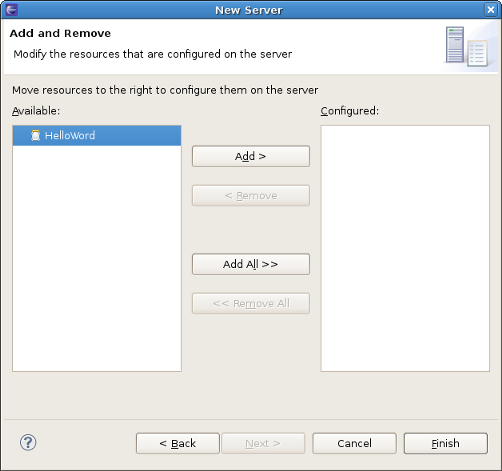 New Server
Add and Remove
Modify the resources that are configured on the server
Move resources to the right to configure them on the server
Available:
Configured:
HelloWord
Add >
< Remove
Add All >>
<< Remove All
?
< Back
Next >
Cancel
Finish